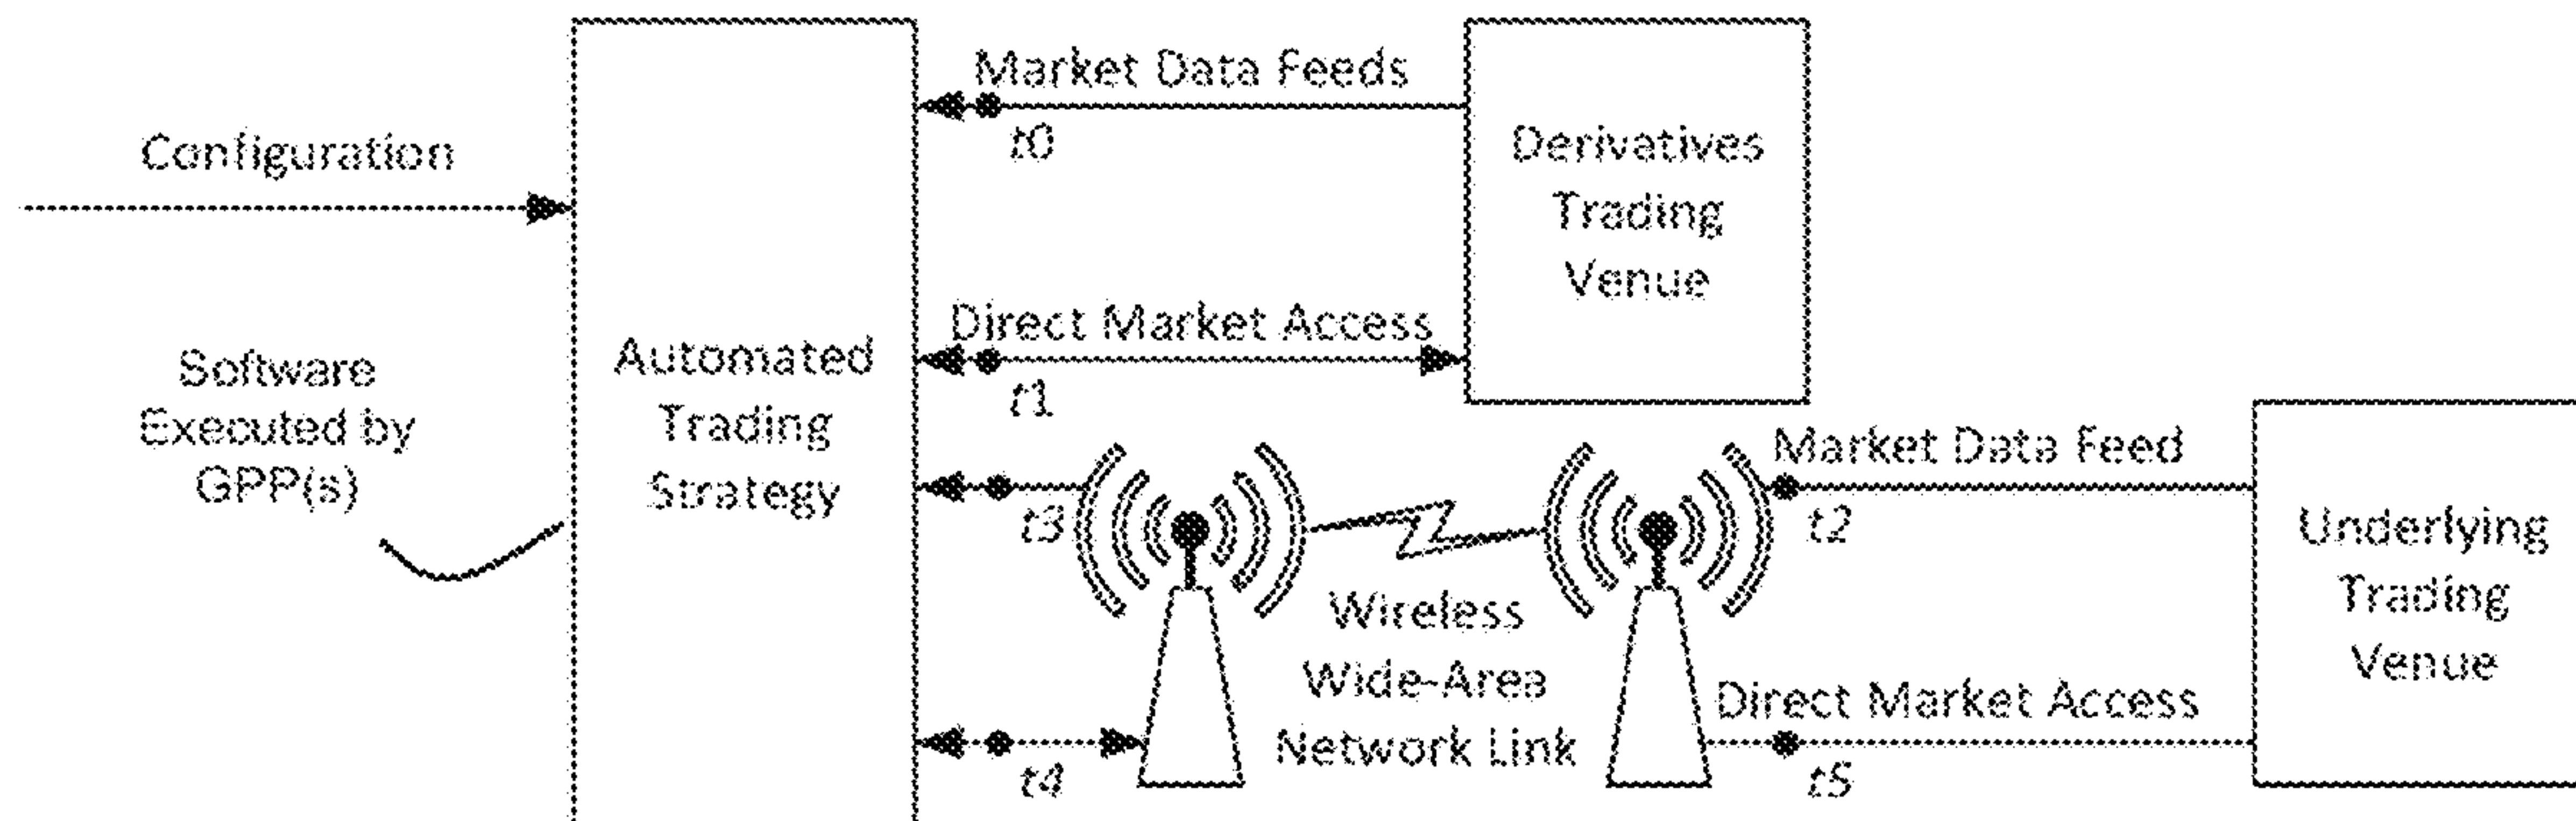 Configuration
Software
Executed by
GPP(s)
Automated
Trading
Strategy
Market Data Feeds
t0
Direct Market Access
t1
Derivatives
Trading
Venue
t3
t4
Wireless
Wide-Area
Network Link
Market Data Feed
t2
Direct Market Access
t5
Underlying
Trading
Venue